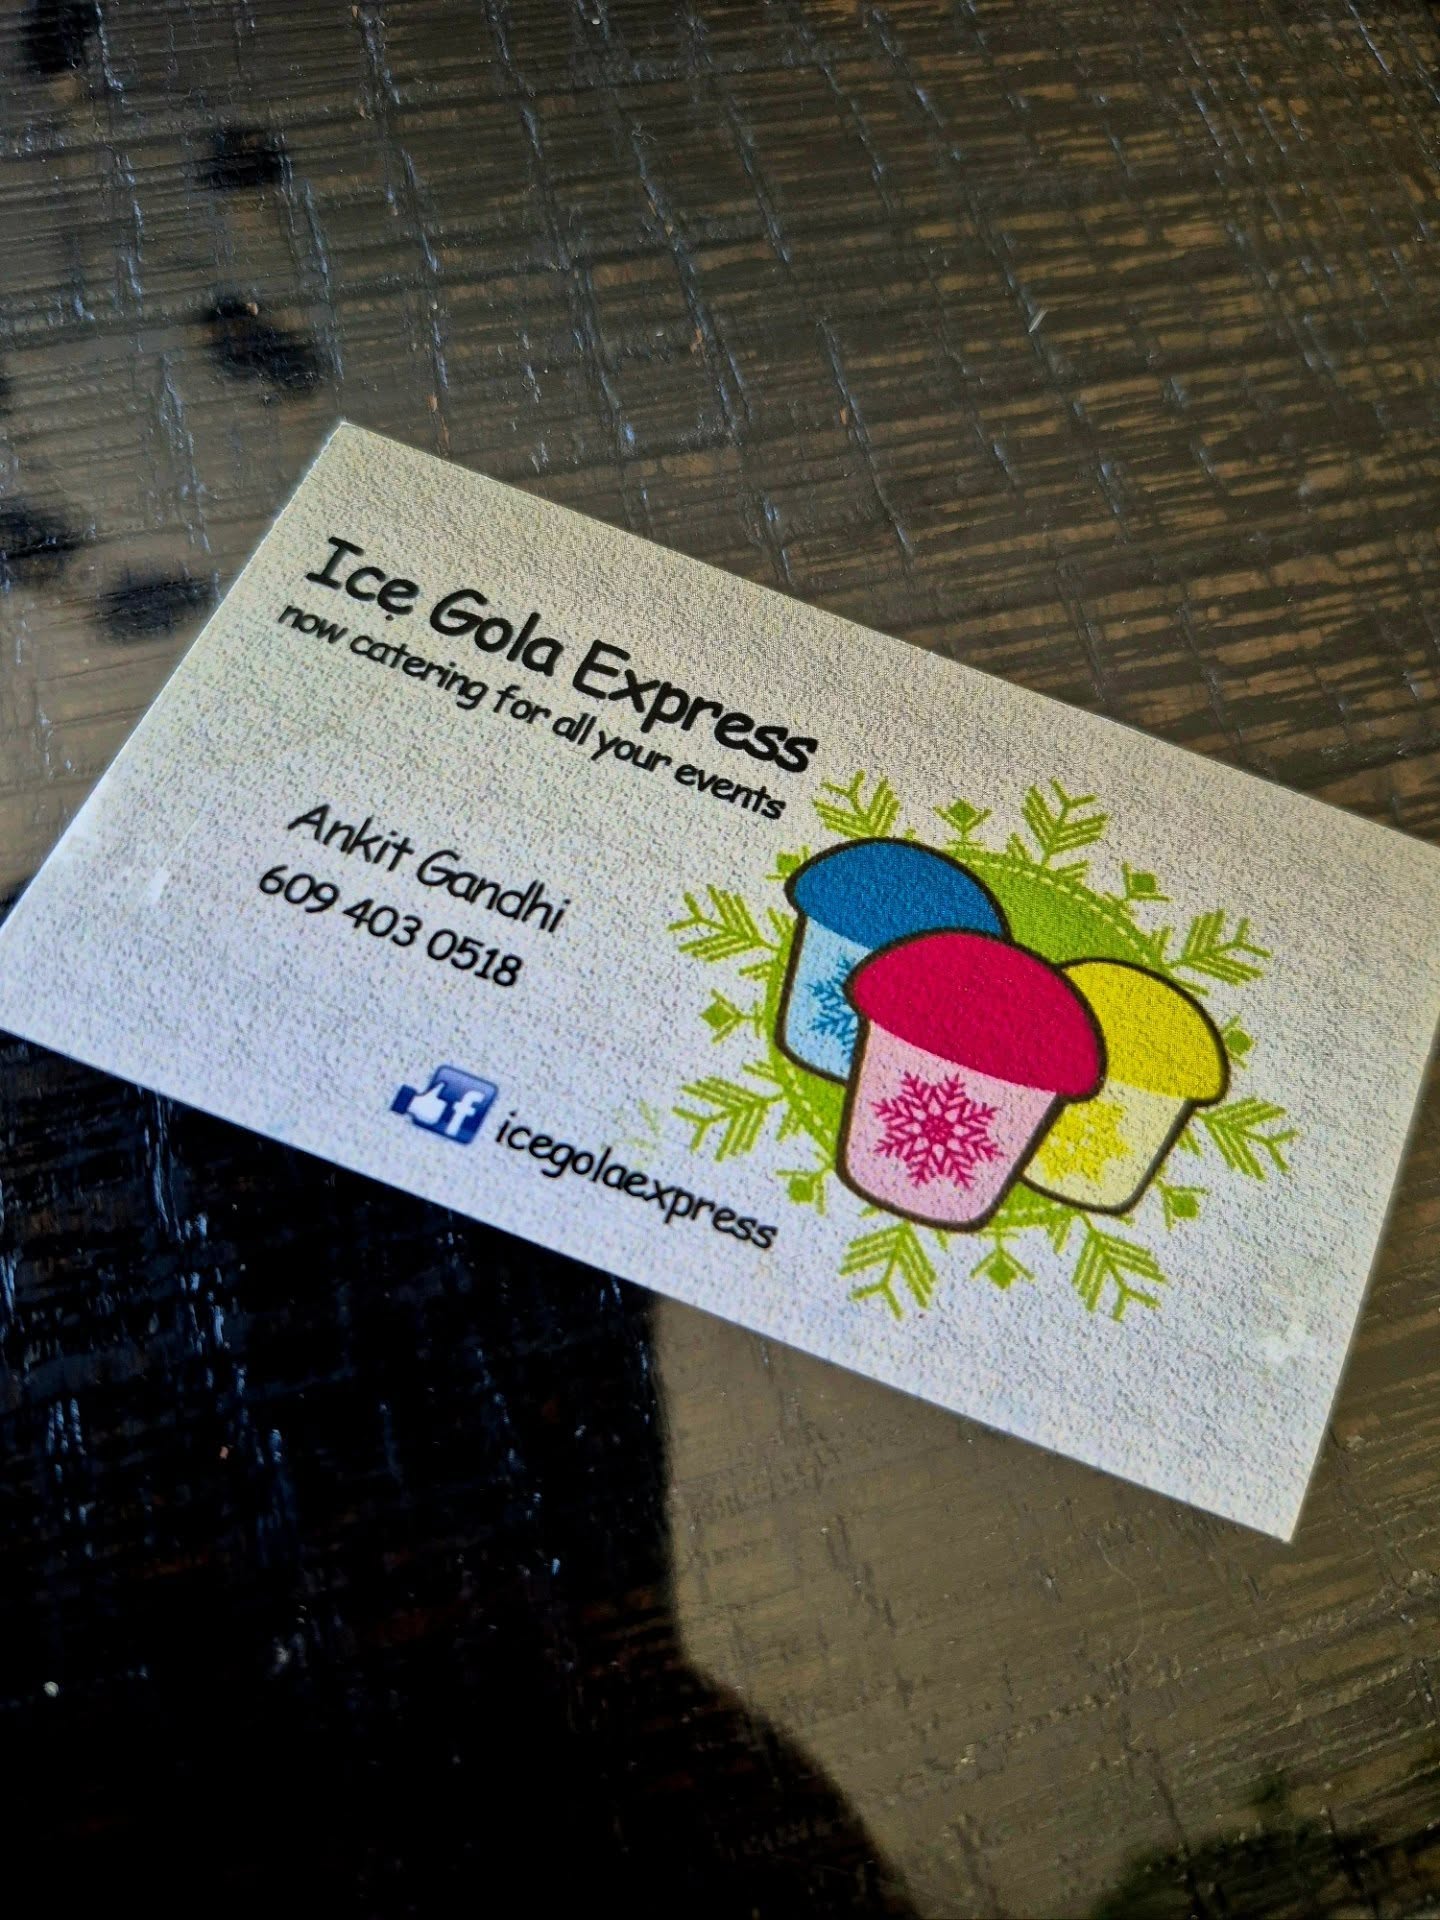 Ice Gola Express
now catering for all your events
Ankit Gandhi
609 403 0518
f icegolaexpress